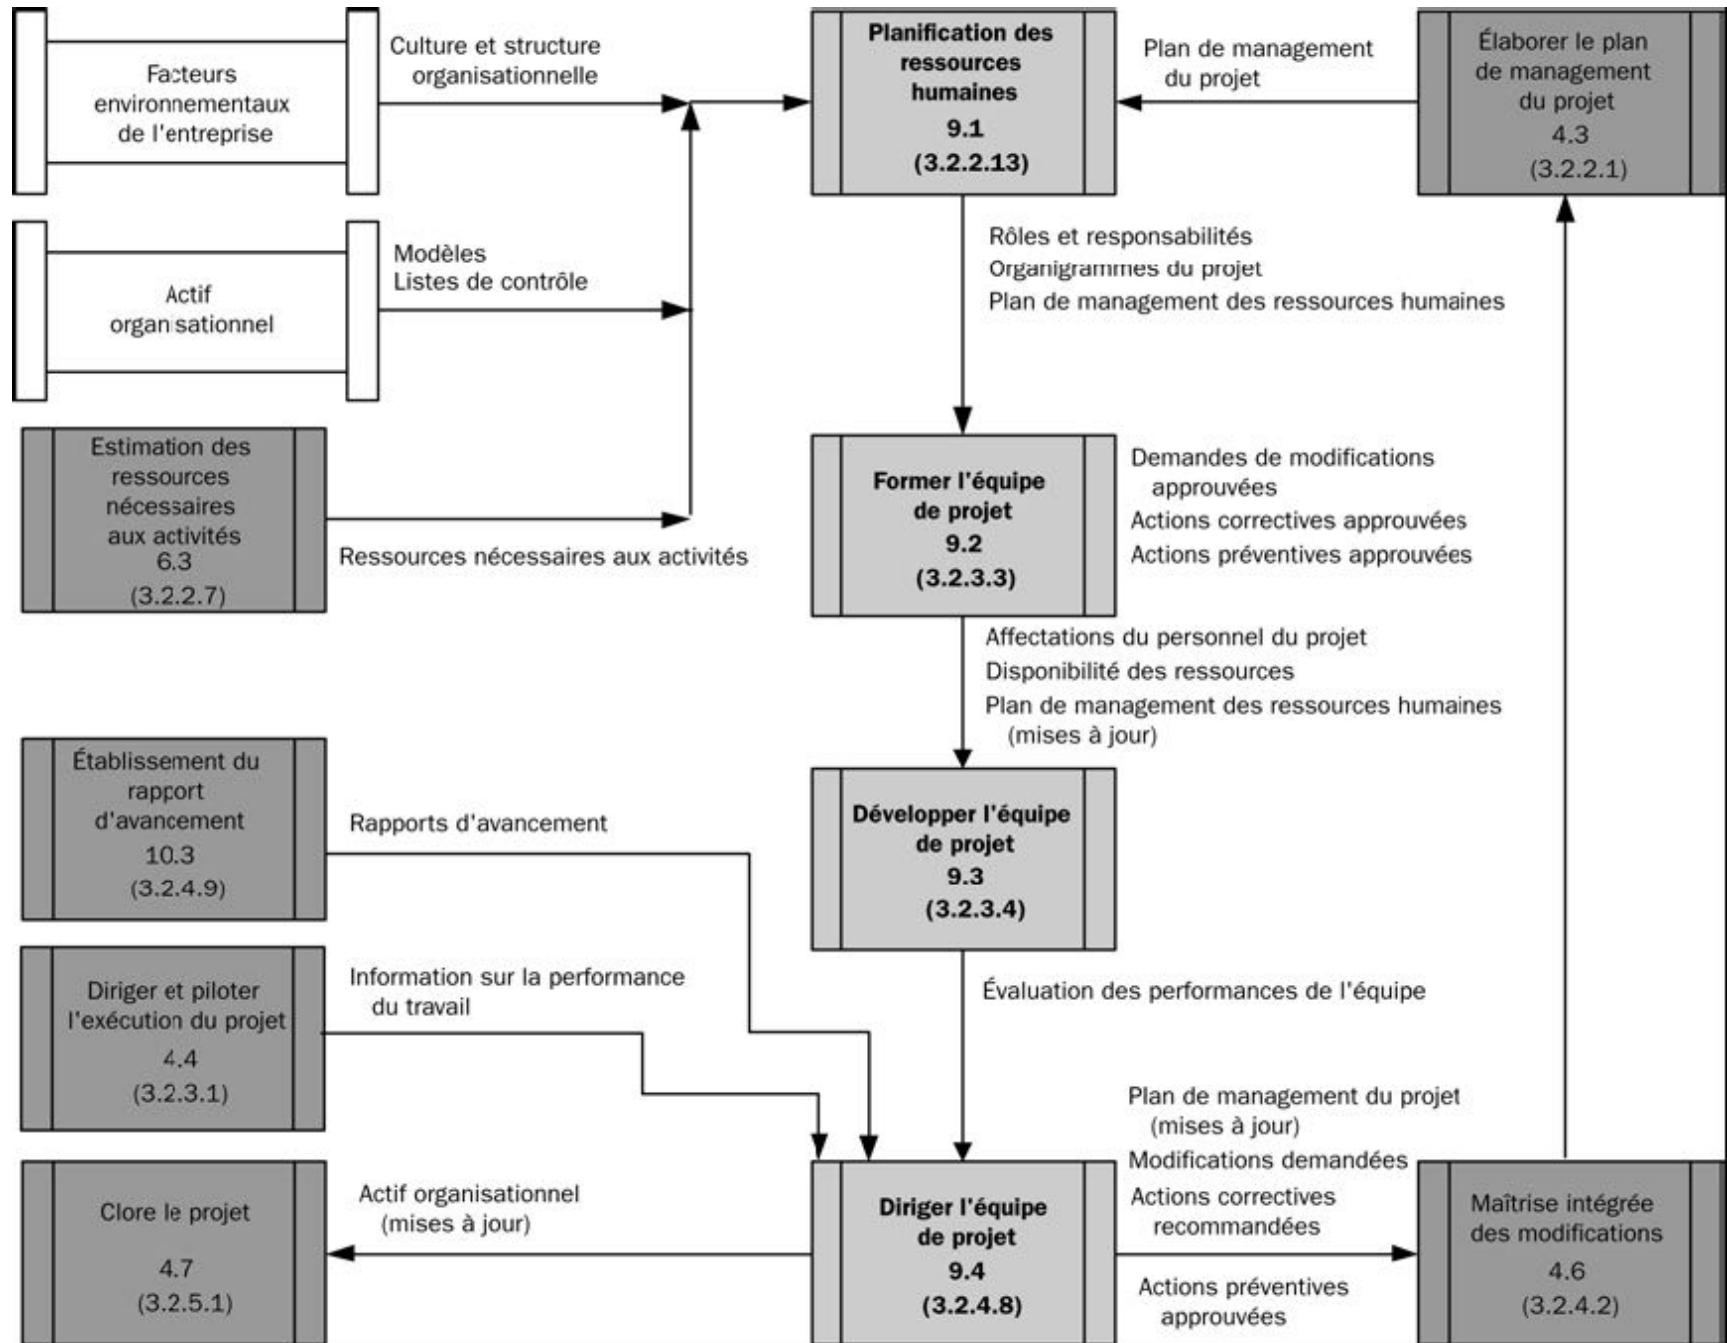 Facteurs
environnementaux
de l'entreprise
Culture et structure
organisationnelle
Planification des
ressources
humaines
9.1
(3.2.2.13)
Plan de management
du projet
Élaborer le plan
de management
du projet
4.3
(3.2.2.1)
Actif
organisationnel
Modèles
Listes de contrôle
Rôles et responsabilités
Organigrammes du projet
Plan de management des ressources humaines
Estimation des
ressources
nécessaires
aux activités
6.3
(3.2.2.7)
Ressources nécessaires aux activités
Former l'équipe
de projet
9.2
(3.2.3.3)
Demandes de modifications
approuvées
Actions correctives approuvées
Actions préventives approuvées
Affectations du personnel du projet
Disponibilité des ressources
Plan de management des ressources humaines
(mises à jour)
Établissement du
rapport
d'avancement
10.3
(3.2.4.9)
Rapports d'avancement
Développer l'équipe
de projet
9.3
(3.2.3.4)
Diriger et piloter
l'exécution du projet
4.4
(3.2.3.1)
Information sur la performance
du travail
Évaluation des performances de l'équipe
Clore le projet
4.7
(3.2.5.1)
Actif organisationnel
(mises à jour)
Diriger l'équipe
de projet
9.4
(3.2.4.8)
Plan de management du projet
(mises à jour)
Modifications demandées
Actions correctives
recommandées
Actions préventives
approuvées
Maîtrise intégrée
des modifications
4.6
(3.2.4.2)